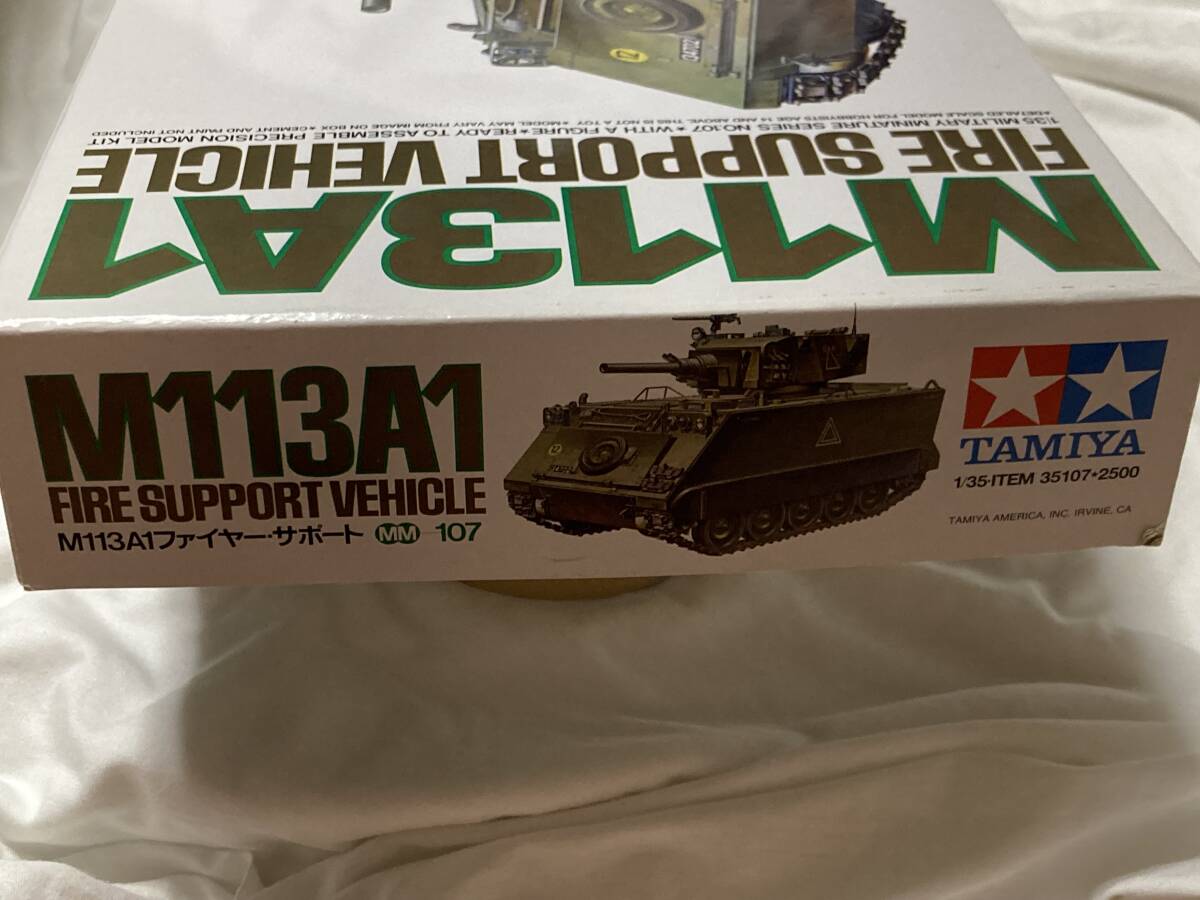 M113A1
FIRE SUPPORT VEHICLE
1/35 MILITARY MINIATURE SERIES NO.107★WITH A FIGURE★READY TO ASSEMBLE PRECISION MODEL KIT
★DETAILED SCALE MODEL FOR HOBBYISTS AGE 14 AND ABOVE. THIS IS NOT A TOY★MODEL MAY VARY FROM IMAGE ON BOX★CEMENT AND PAINT NOT INCLUDED
M113A1
FIRE SUPPORT VEHICLE
M113A1ファイヤー・サポート MM 107
TAMIYA
1/35・ITEM 35107★2500
TAMIYA AMERICA, INC. IRVINE, CA